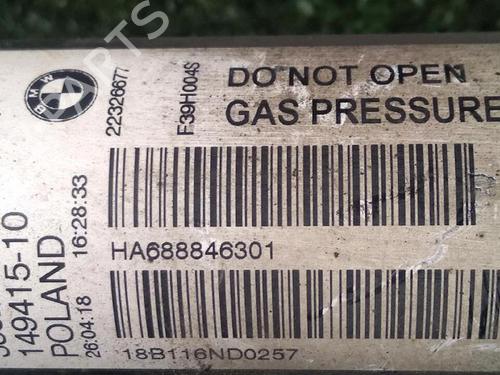 BMW
22326677
F39H004S
DO NOT OPEN
GAS PRESSURE
HA688846301
149415-10
POLAND
16:28:33
26:04:18
18B116ND0257